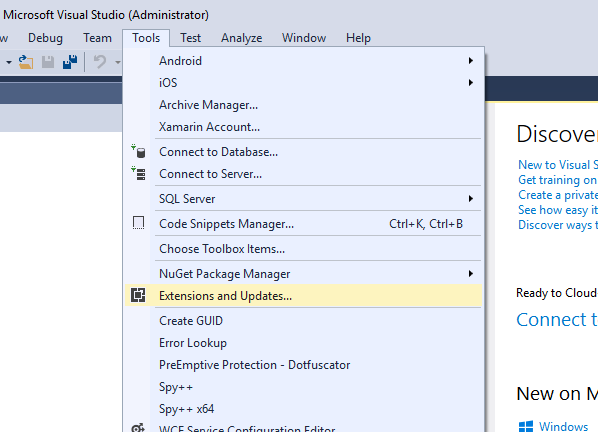 Microsoft Visual Studio (Administrator)
w Debug Team Tools Test Analyze Window Help
Android
iOS
Archive Manager...
Xamarin Account...
Connect to Database...
Connect to Server...
SQL Server
Code Snippets Manager... Ctrl+K, Ctrl+B
Choose Toolbox Items...
NuGet Package Manager
Extensions and Updates...
Create GUID
Error Lookup
PreEmptive Protection - Dotfuscator
Spy++
Spy++ x64
WCF Service Configuration Editor
Discove
New to Visual S
Get training on
Create a private
See how easy it
Discover ways t
Ready to Cloud
Connect t
New on M
Windows